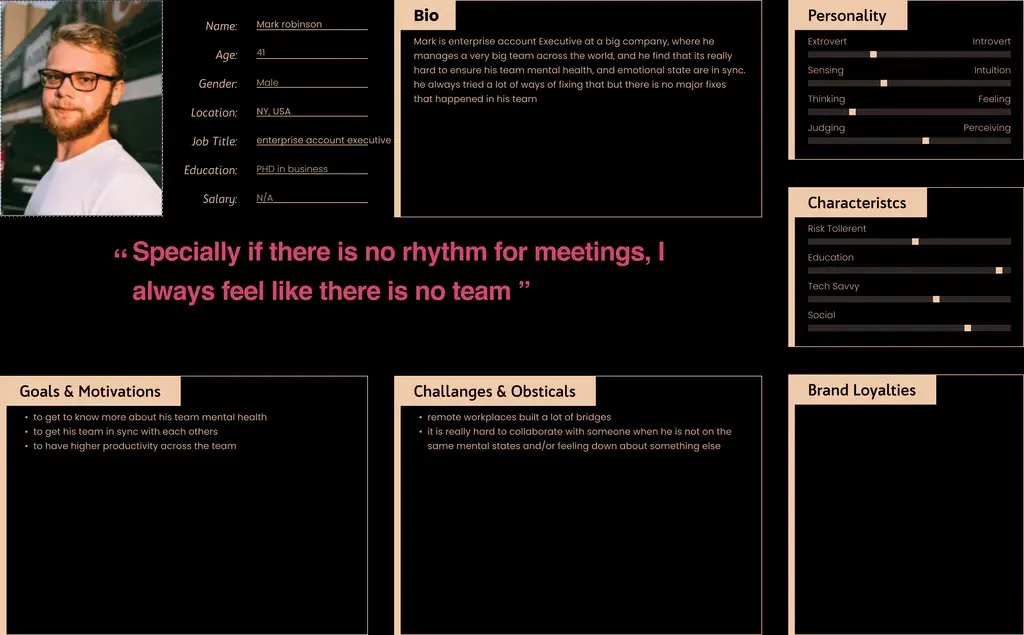 Name: Mark robinson
Age: 41
Gender: Male
Location: NY, USA
Job Title: enterprise account executive
Education: PHD in business
Salary: N/A
Bio
Mark is enterprise account Executive at a big company, where he
manages a very big team across the world, and he find that its really
hard to ensure his team mental health, and emotional state are in sync.
he always tried a lot of ways of fixing that but there is no major fixes
that happened in his team
Personality
Extrovert Introvert
Sensing Intuition
Thinking Feeling
Judging Perceiving
Characteristcs
Risk Tollerent
Education
Tech Savvy
Social
“ Specially if there is no rhythm for meetings, I
always feel like there is no team ”
Goals & Motivations
• to get to know more about his team mental health
• to get his team in sync with each others
• to have higher productivity across the team
Challanges & Obsticals
• remote workplaces built a lot of bridges
• it is really hard to collaborate with someone when he is not on the
same mental states and/or feeling down about something else
Brand Loyalties